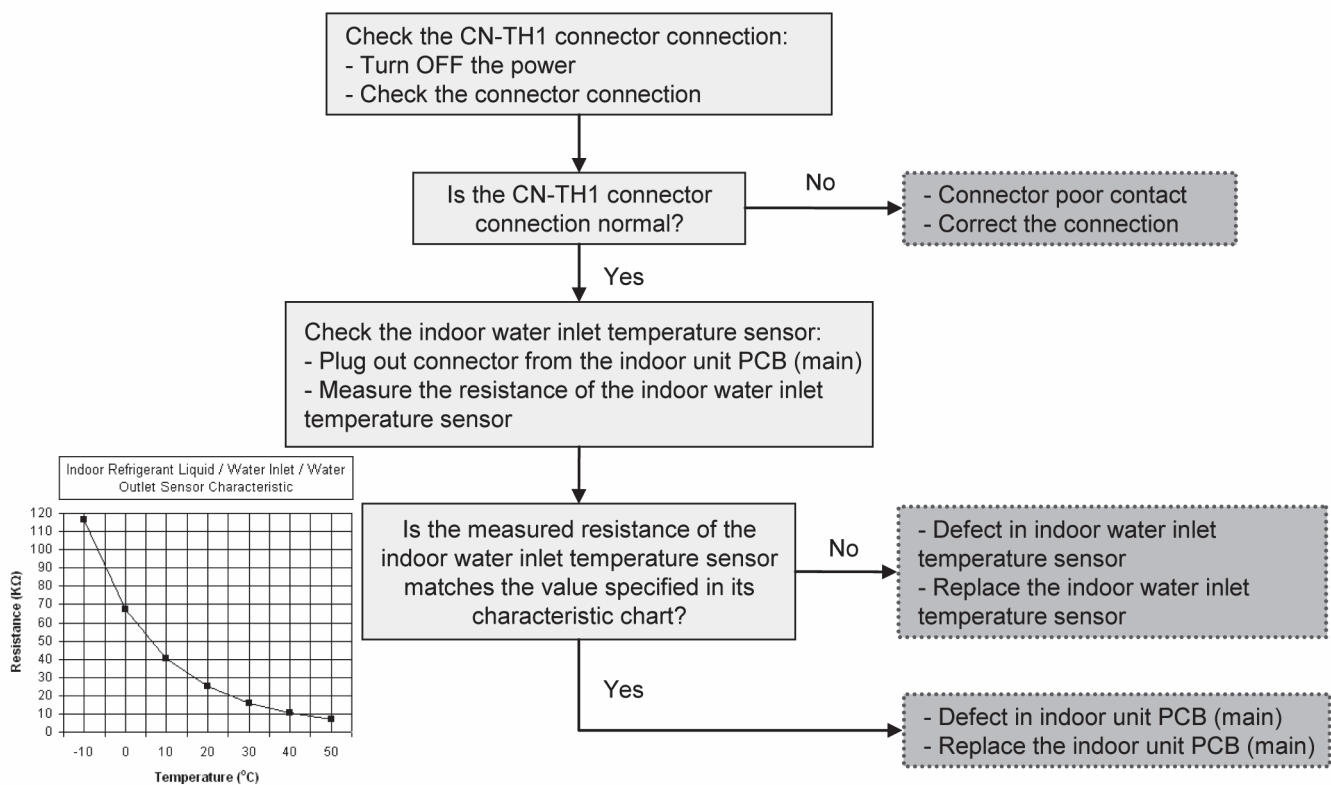 Check the CN-TH1 connector connection:
- Turn OFF the power
- Check the connector connection
Is the CN-TH1 connector
connection normal?
No
- Connector poor contact
- Correct the connection
Yes
Check the indoor water inlet temperature sensor:
- Plug out connector from the indoor unit PCB (main)
- Measure the resistance of the indoor water inlet
temperature sensor
Indoor Refrigerant Liquid / Water Inlet / Water
Outlet Sensor Characteristic
120
110
100
90
80
70
60
50
40
30
20
10
0
Resistance (KΩ)
-10 0 10 20 30 40 50
Temperature (°C)
Is the measured resistance of the
indoor water inlet temperature sensor
matches the value specified in its
characteristic chart?
No
- Defect in indoor water inlet
temperature sensor
- Replace the indoor water inlet
temperature sensor
Yes
- Defect in indoor unit PCB (main)
- Replace the indoor unit PCB (main)